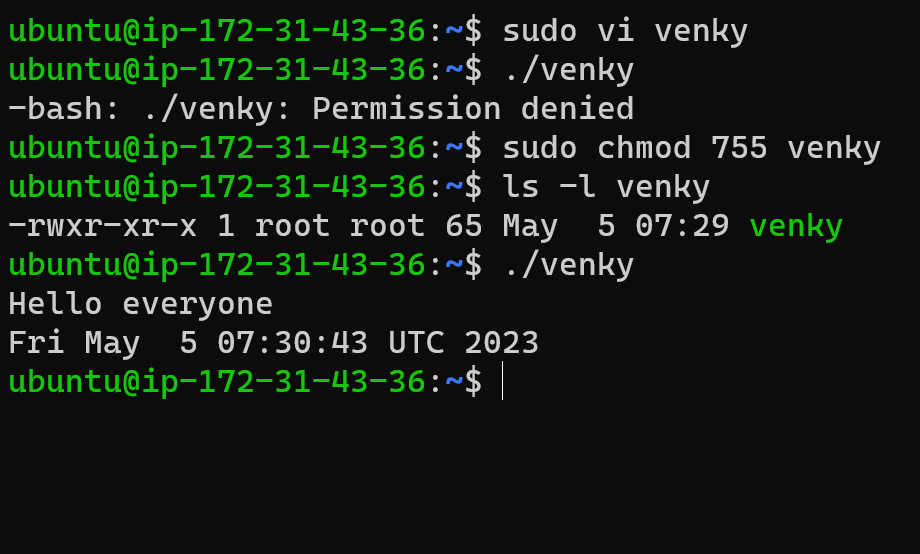 ubuntu@ip-172-31-43-36:~$ sudo vi venky
ubuntu@ip-172-31-43-36:~$ ./venky
-bash: ./venky: Permission denied
ubuntu@ip-172-31-43-36:~$ sudo chmod 755 venky
ubuntu@ip-172-31-43-36:~$ ls -l venky
-rwxr-xr-x 1 root root 65 May  5 07:29 venky
ubuntu@ip-172-31-43-36:~$ ./venky
Hello everyone
Fri May  5 07:30:43 UTC 2023
ubuntu@ip-172-31-43-36:~$